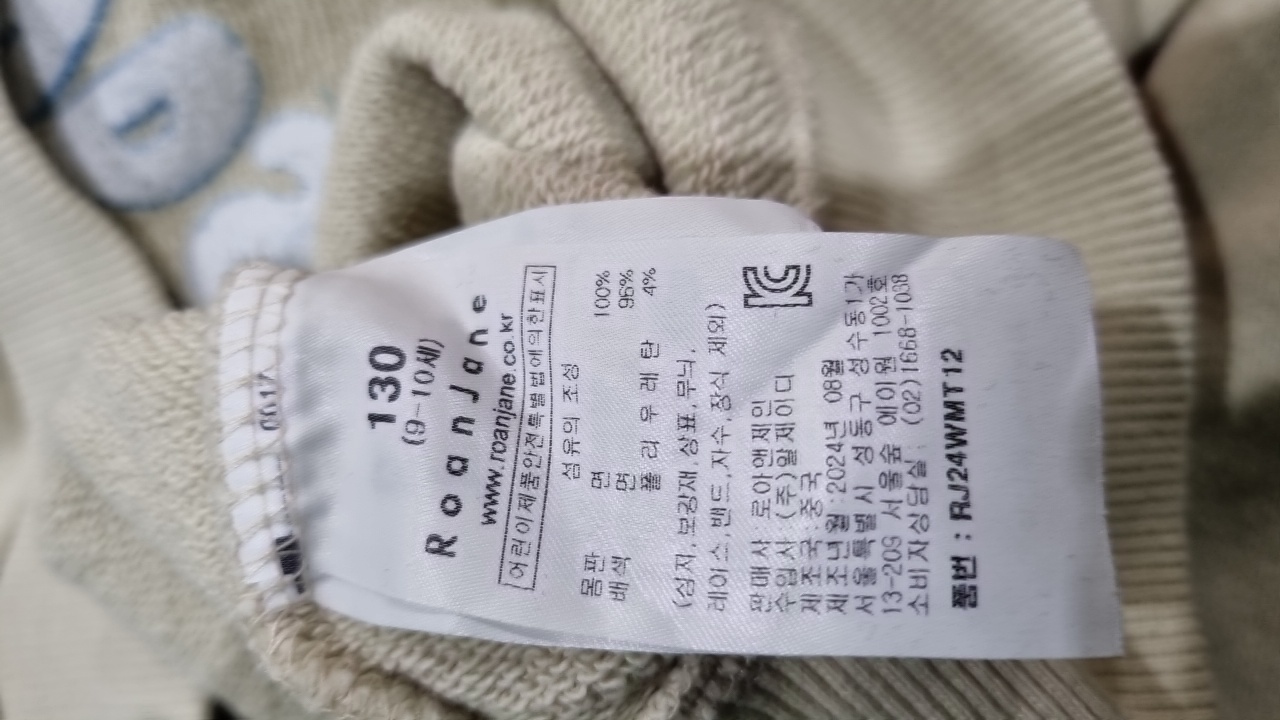 130
(9-10세)
RoanJane
www.roanjane.co.kr
어린이제품안전특별법에의한표시
섬유의 조성
몸판 면 100%
배색 면 96%
폴리우레탄 4%
(심지,보강재,상표,무늬,
레이스,밴드,자수,장식 제외)
판매사 로아앤제인
수입사 (주)알제이디
제조국:중국
제조년월:2024년 08월
서울특별시 성동구 성수동1가
13-209 서울숲 에이원 1002호
소비자상담실: (02)1668-1038
품번 : RJ24WMT12